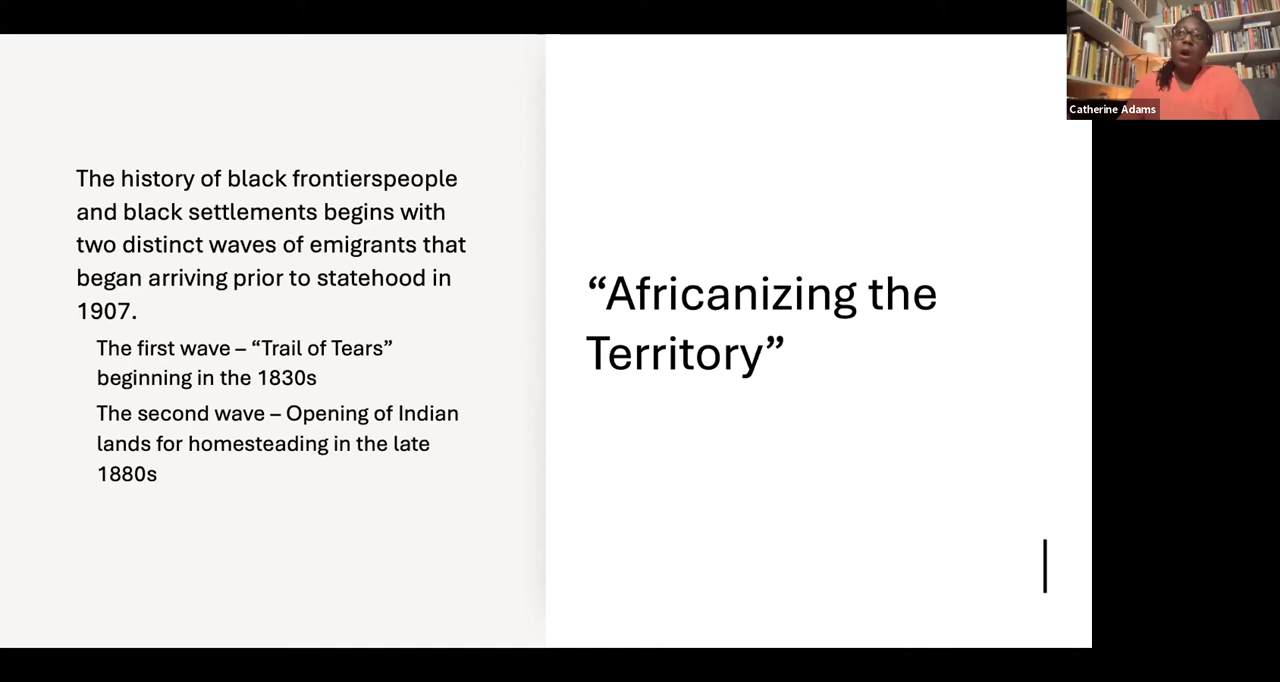 The history of black frontierspeople
and black settlements begins with
two distinct waves of emigrants that
began arriving prior to statehood in
1907.
The first wave – “Trail of Tears”
beginning in the 1830s
The second wave – Opening of Indian
lands for homesteading in the late
1880s
“Africanizing the
Territory”
Catherine Adams